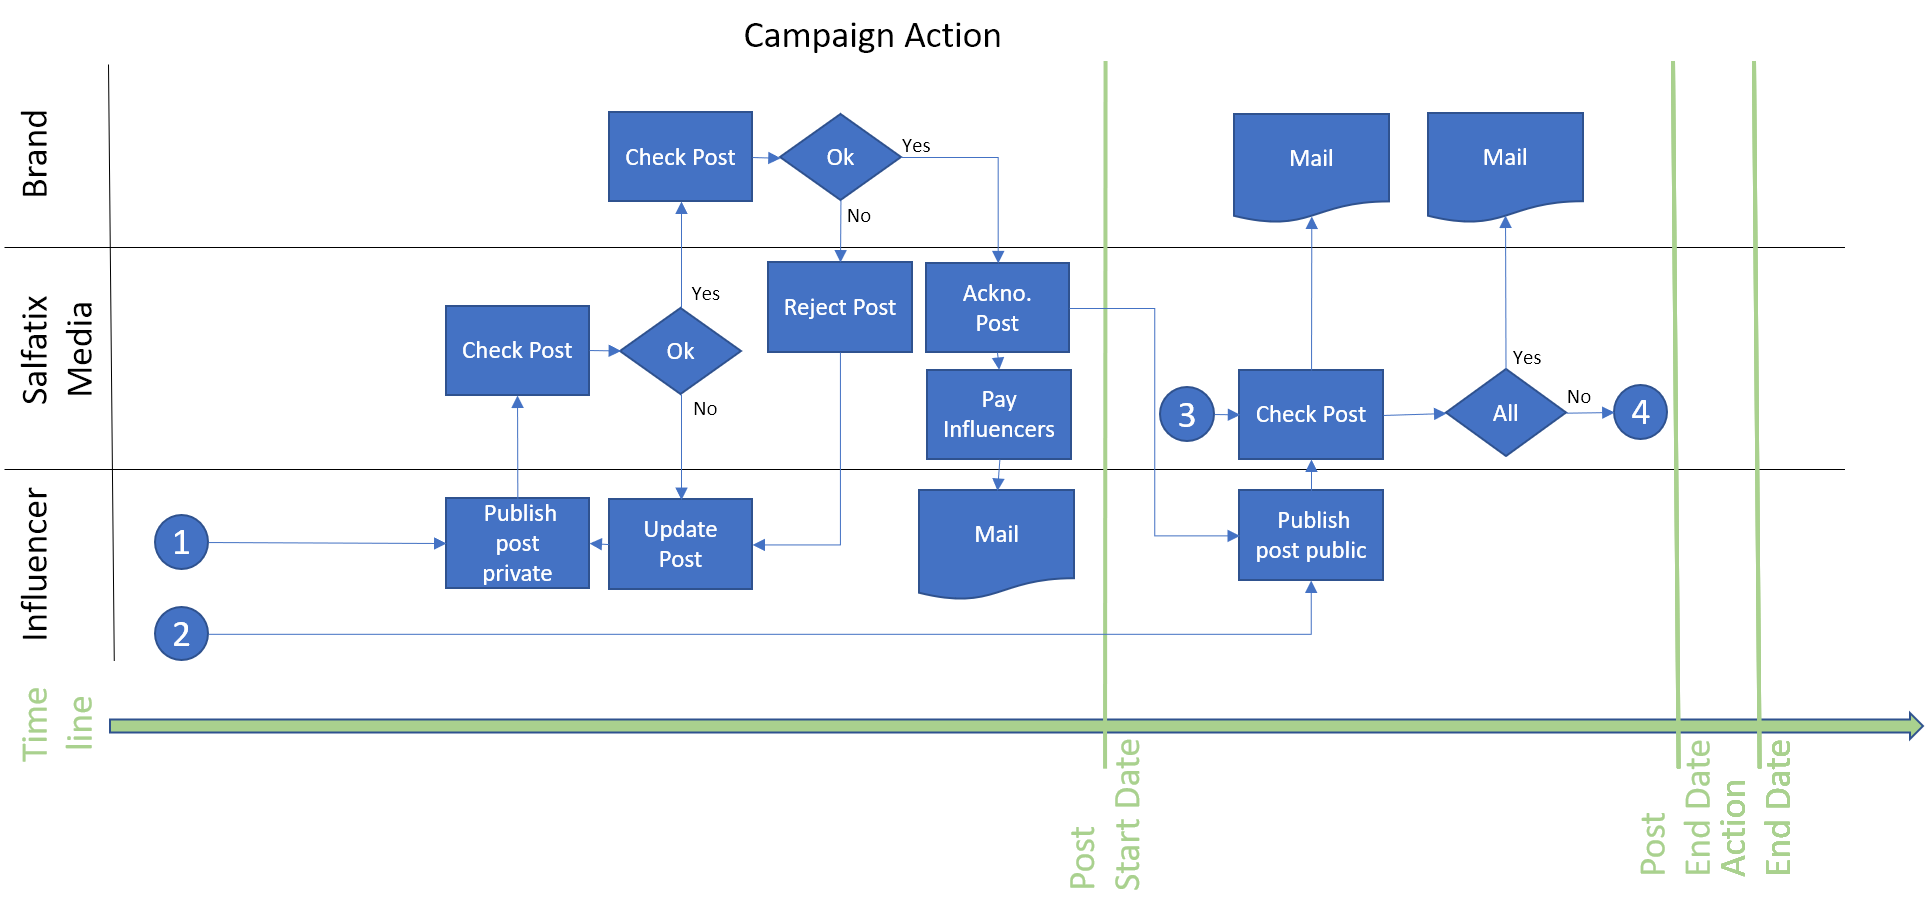 Campaign Action
Brand
Check Post
Ok
Yes
No
Mail
Mail
Salfatix
Media
Check Post
Ok
Yes
No
Reject Post
Ackno.
Post
Pay
Influencers
3
Check Post
All
Yes
No
4
Influencer
1
2
Publish
post
private
Update
Post
Mail
Publish
post public
Time
line
Post
Start Date
Post
End Date
Action
End Date